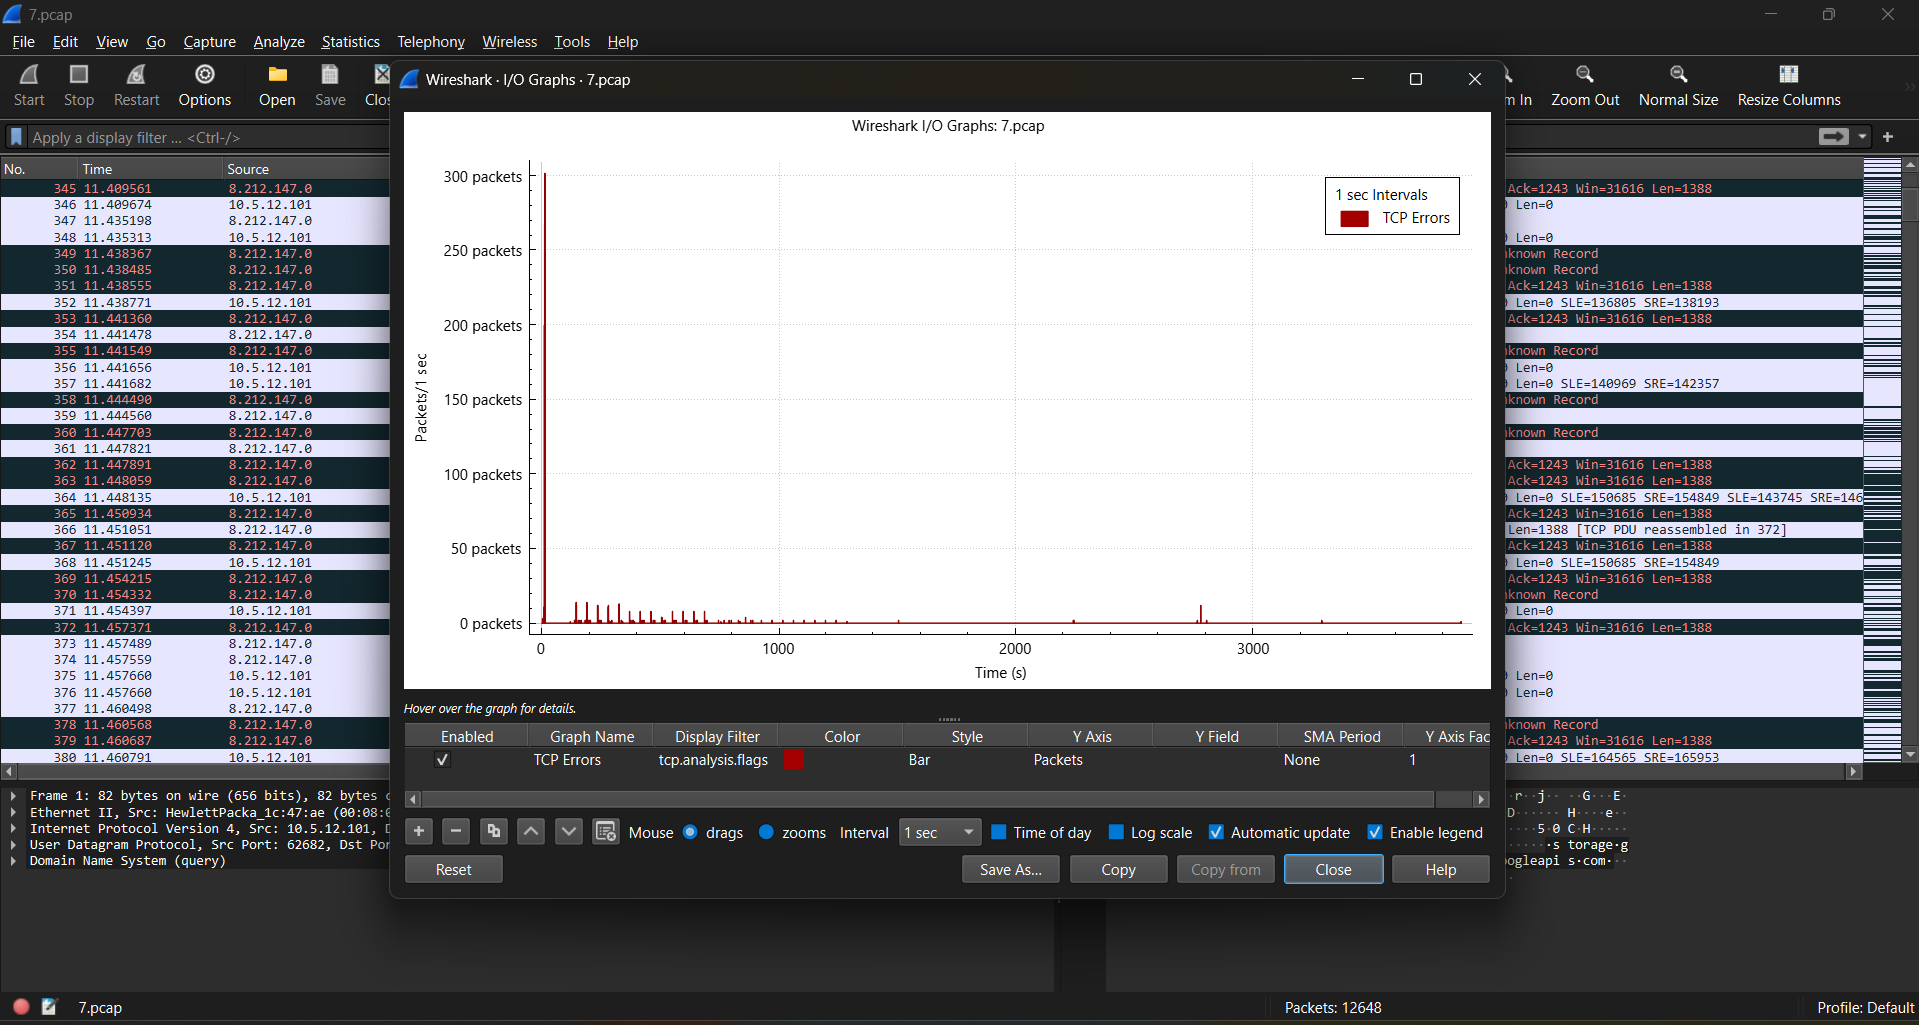 7.pcap
File Edit View Go Capture Analyze Statistics Telephony Wireless Tools Help
Start Stop Restart Options Open Save Clos
m In Zoom Out Normal Size Resize Columns
Apply a display filter ... <Ctrl-/>
No. Time Source
345 11.409561 8.212.147.0 Ack=1243 Win=31616 Len=1388
346 11.409674 10.5.12.101 Len=0
347 11.435198 8.212.147.0
348 11.435313 10.5.12.101 Len=0
349 11.438367 8.212.147.0 known Record
350 11.438485 8.212.147.0 known Record
351 11.438555 8.212.147.0 Ack=1243 Win=31616 Len=1388
352 11.438771 10.5.12.101 Len=0 SLE=136805 SRE=138193
353 11.441360 8.212.147.0 Ack=1243 Win=31616 Len=1388
354 11.441478 8.212.147.0
355 11.441549 8.212.147.0 known Record
356 11.441656 10.5.12.101 Len=0
357 11.441682 10.5.12.101 Len=0 SLE=140969 SRE=142357
358 11.444490 8.212.147.0 known Record
359 11.444560 8.212.147.0
360 11.447703 8.212.147.0 known Record
361 11.447821 8.212.147.0
362 11.447891 8.212.147.0 Ack=1243 Win=31616 Len=1388
363 11.448059 8.212.147.0 Ack=1243 Win=31616 Len=1388
364 11.448135 10.5.12.101 Len=0 SLE=150685 SRE=154849 SLE=143745 SRE=146
365 11.450934 8.212.147.0 Ack=1243 Win=31616 Len=1388
366 11.451051 8.212.147.0 Len=1388 [TCP PDU reassembled in 372]
367 11.451120 8.212.147.0 Ack=1243 Win=31616 Len=1388
368 11.451245 10.5.12.101 Len=0 SLE=150685 SRE=154849
369 11.454215 8.212.147.0 Ack=1243 Win=31616 Len=1388
370 11.454332 8.212.147.0 known Record
371 11.454397 10.5.12.101 Len=0
372 11.457371 8.212.147.0 Ack=1243 Win=31616 Len=1388
373 11.457489 8.212.147.0
374 11.457559 8.212.147.0
375 11.457660 10.5.12.101 Len=0
376 11.457660 10.5.12.101 Len=0
377 11.460498 8.212.147.0
378 11.460568 8.212.147.0 known Record
379 11.460687 8.212.147.0 Ack=1243 Win=31616 Len=1388
380 11.460791 10.5.12.101 Len=0 SLE=164565 SRE=165953
Wireshark · I/O Graphs · 7.pcap
Wireshark I/O Graphs: 7.pcap
300 packets
250 packets
200 packets
150 packets
100 packets
50 packets
0 packets
Packets/1 sec
1 sec Intervals
TCP Errors
0 1000 2000 3000
Time (s)
Hover over the graph for details.
Enabled Graph Name Display Filter Color Style Y Axis Y Field SMA Period Y Axis Fac
TCP Errors tcp.analysis.flags Bar Packets None 1
Mouse drags zooms Interval 1 sec Time of day Log scale Automatic update Enable legend
Reset Save As... Copy Copy from Close Help
Frame 1: 82 bytes on wire (656 bits), 82 bytes
Ethernet II, Src: HewlettPacka_1c:47:ae (00:08:
Internet Protocol Version 4, Src: 10.5.12.101,
User Datagram Protocol, Src Port: 62682, Dst Por
Domain Name System (query)
·r··j·· ··G···E·
D······ H····e··
····5·0 C·H·····
·······s torage·g
ogleapi s·com···
7.pcap Packets: 12648 Profile: Default